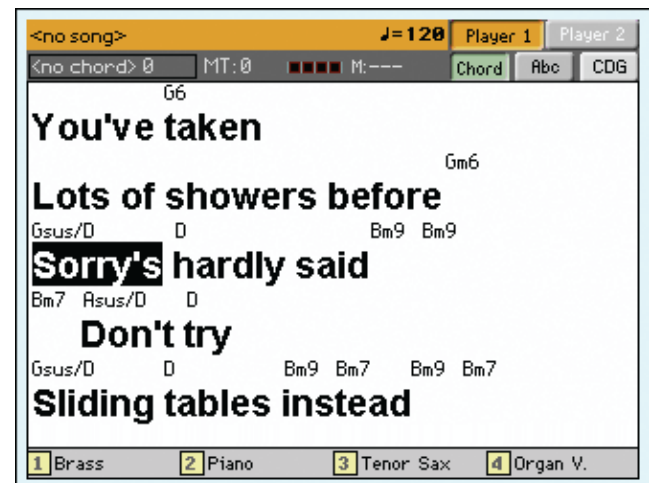 <no song> ♩=120 Player 1 Player 2
<no chord> 0 MT:0 M:--- Chord Abc CDG
G6
You've taken
Gm6
Lots of showers before
Gsus/D D Bm9 Bm9
Sorry's hardly said
Bm7 Asus/D D
Don't try
Gsus/D D Bm9 Bm7 Bm9 Bm7
Sliding tables instead
1 Brass 2 Piano 3 Tenor Sax 4 Organ V.